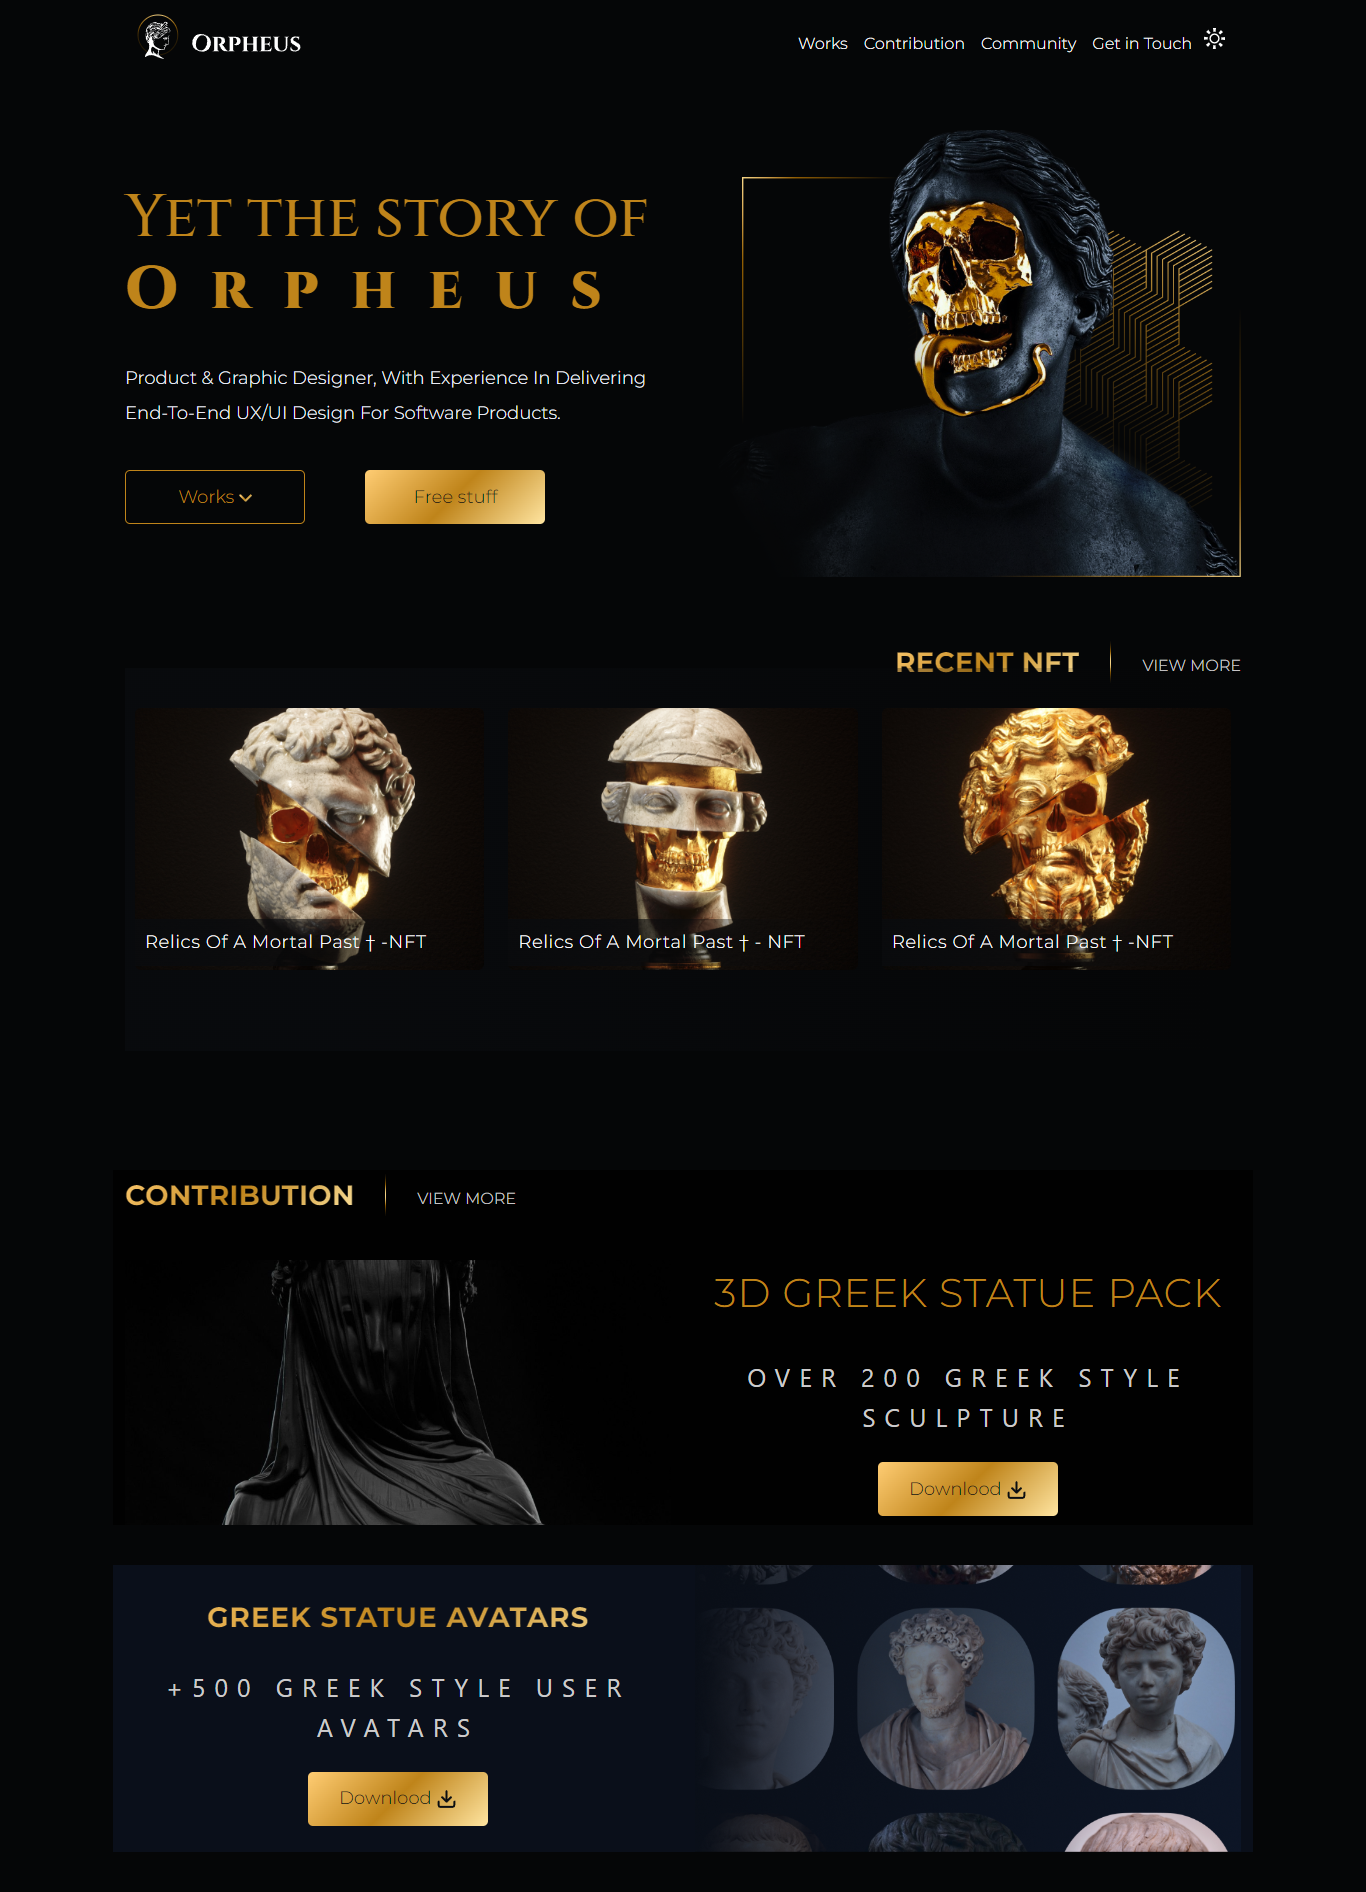 Orpheus
Works Contribution Community Get in Touch
Yet the story of
Orpheus
Product & Graphic Designer, With Experience In Delivering
End-To-End UX/UI Design For Software Products.
Works
Free stuff
RECENT NFT
VIEW MORE
Relics Of A Mortal Past † -NFT
Relics Of A Mortal Past † - NFT
Relics Of A Mortal Past † -NFT
CONTRIBUTION
VIEW MORE
3D GREEK STATUE PACK
OVER 200 GREEK STYLE
SCULPTURE
Downlood
GREEK STATUE AVATARS
+500 GREEK STYLE USER
AVATARS
Downlood